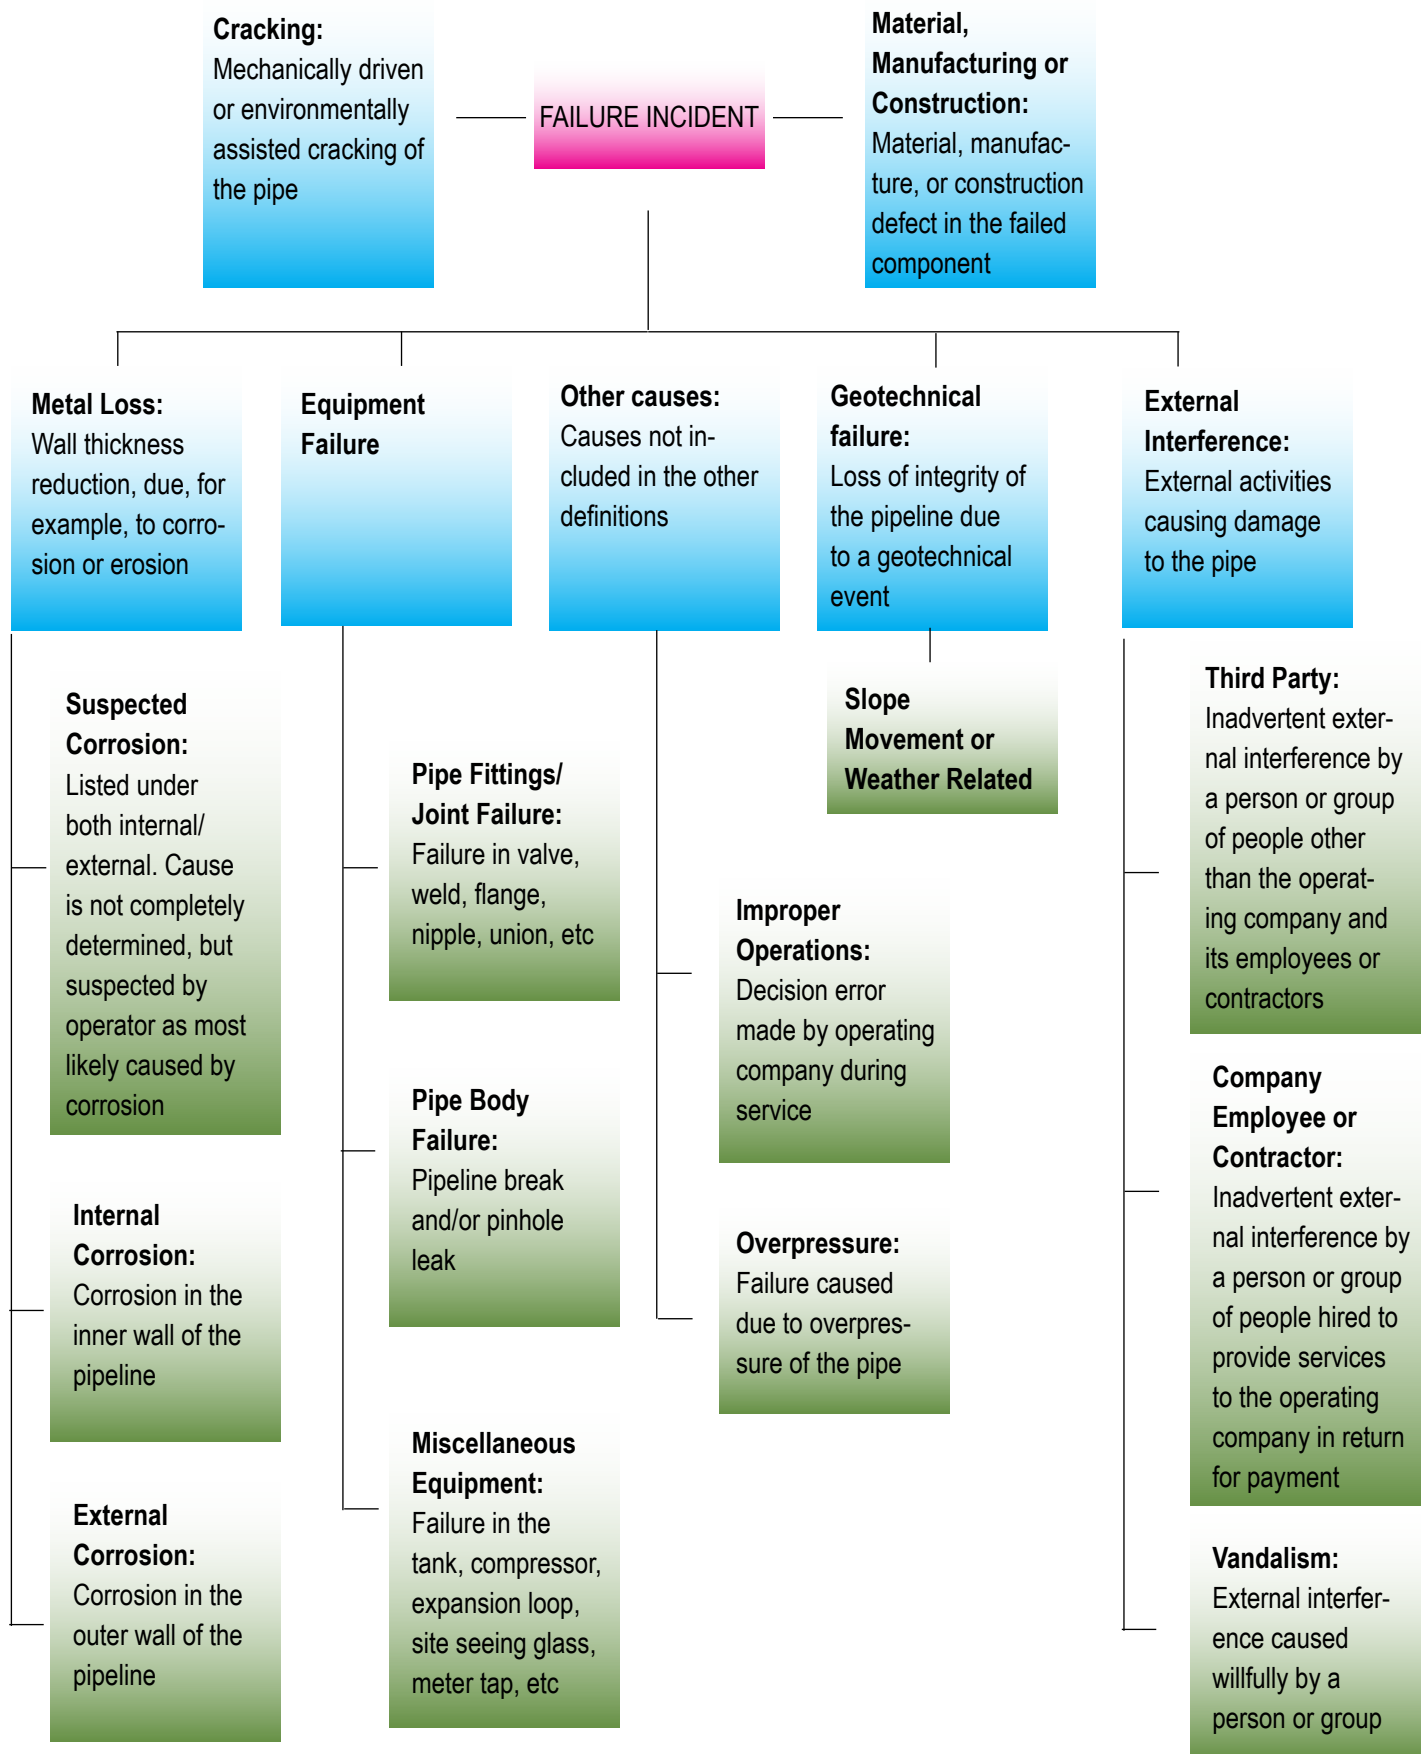 Cracking:
Mechanically driven
or environmentally
assisted cracking of
the pipe
FAILURE INCIDENT
Material,
Manufacturing or
Construction:
Material, manufac-
ture, or construction
defect in the failed
component
Metal Loss:
Wall thickness
reduction, due, for
example, to corro-
sion or erosion
Equipment
Failure
Other causes:
Causes not in-
cluded in the other
definitions
Geotechnical
failure:
Loss of integrity of
the pipeline due
to a geotechnical
event
External
Interference:
External activities
causing damage
to the pipe
Suspected
Corrosion:
Listed under
both internal/
external. Cause
is not completely
determined, but
suspected by
operator as most
likely caused by
corrosion
Internal
Corrosion:
Corrosion in the
inner wall of the
pipeline
External
Corrosion:
Corrosion in the
outer wall of the
pipeline
Pipe Fittings/
Joint Failure:
Failure in valve,
weld, flange,
nipple, union, etc
Pipe Body
Failure:
Pipeline break
and/or pinhole
leak
Miscellaneous
Equipment:
Failure in the
tank, compressor,
expansion loop,
site seeing glass,
meter tap, etc
Improper
Operations:
Decision error
made by operating
company during
service
Overpressure:
Failure caused
due to overpres-
sure of the pipe
Slope
Movement or
Weather Related
Third Party:
Inadvertent exter-
nal interference by
a person or group
of people other
than the operat-
ing company and
its employees or
contractors
Company
Employee or
Contractor:
Inadvertent exter-
nal interference by
a person or group
of people hired to
provide services
to the operating
company in return
for payment
Vandalism:
External interfer-
ence caused
willfully by a
person or group